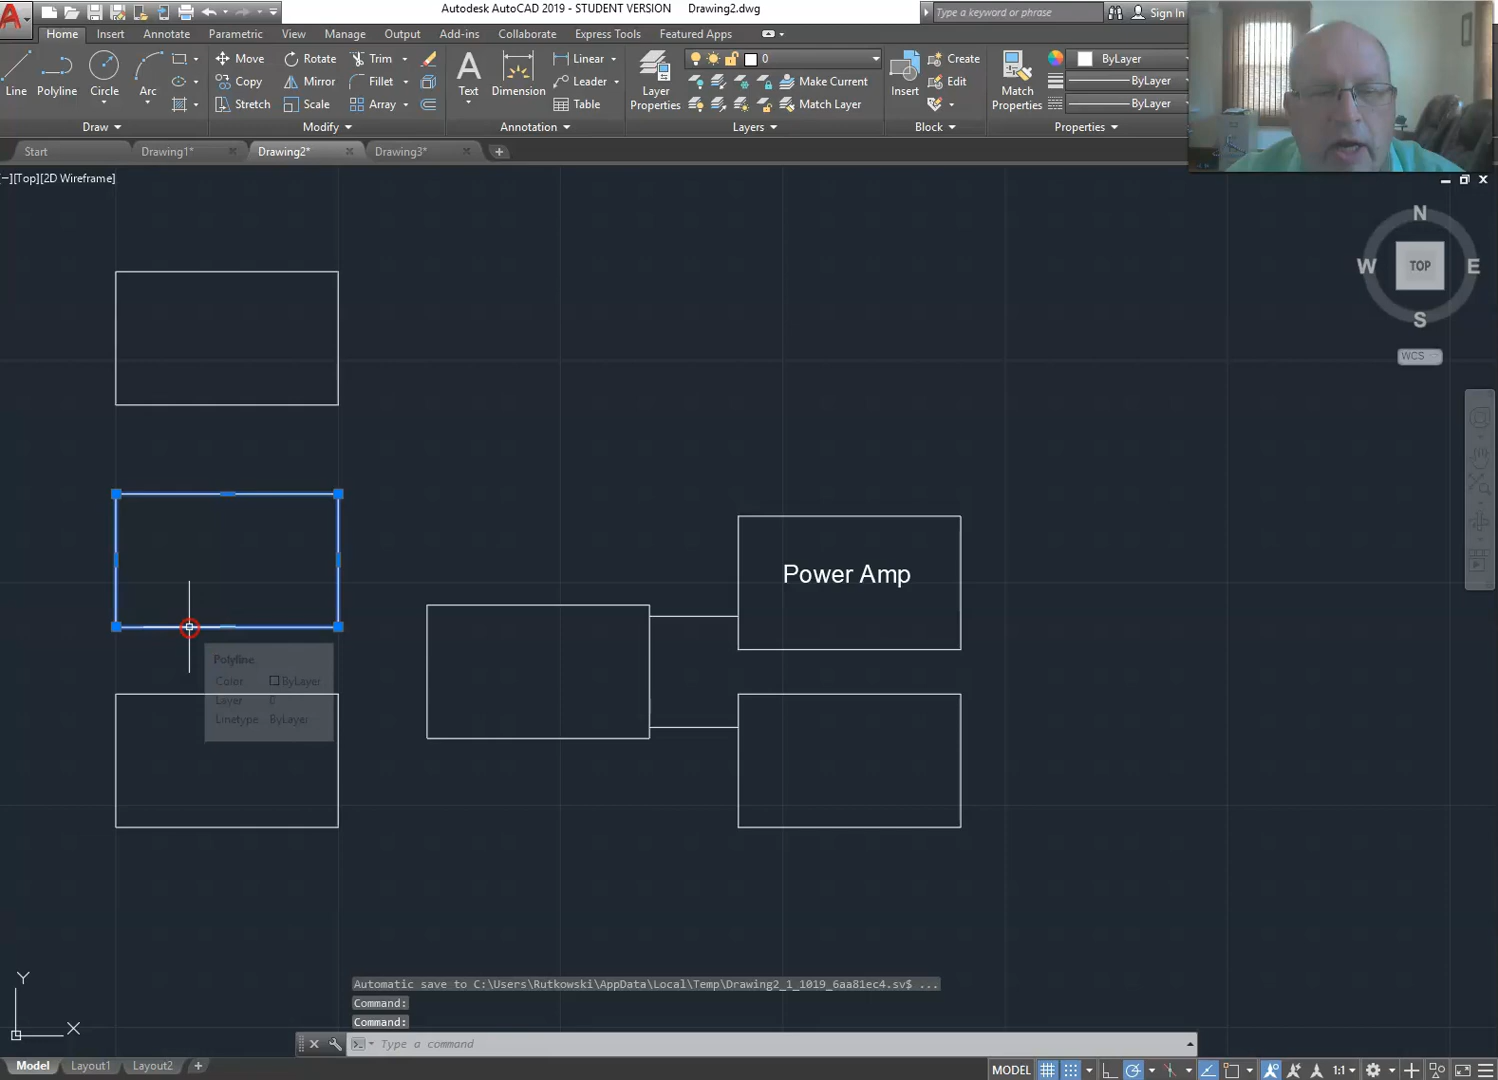 Autodesk AutoCAD 2019 - STUDENT VERSION Drawing2.dwg
Type a keyword or phrase
Sign In
Home Insert Annotate Parametric View Manage Output Add-ins Collaborate Express Tools Featured Apps
Move Rotate Trim
Copy Mirror Fillet
Stretch Scale Array
Line Polyline Circle Arc
Text Dimension
Linear
Leader
Table
Layer Properties
0
Make Current
Match Layer
Insert
Create
Edit
Match Properties
ByLayer
ByLayer
ByLayer
Draw Modify Annotation Layers Block Properties
Start Drawing1* Drawing2* Drawing3*
[−][Top][2D Wireframe]
N
W TOP E
S
WCS
Power Amp
Polyline
Color ByLayer
Layer 0
Linetype ByLayer
Y
X
Automatic save to C:\Users\Rutkowski\AppData\Local\Temp\Drawing2_1_1019_6aa81ec4.sv$ ...
Command:
Command:
Type a command
Model Layout1 Layout2
MODEL 1:1